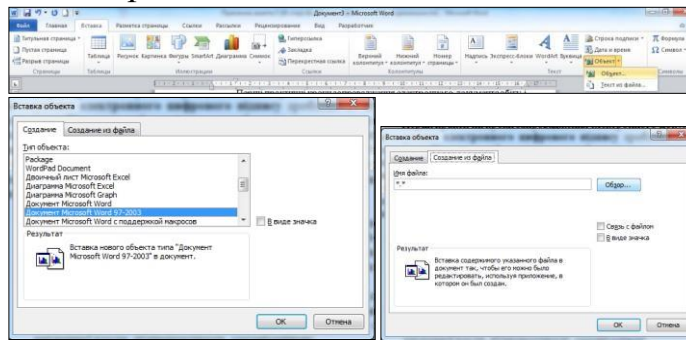 Документ3 - Microsoft Word
Файл Главная Вставка Разметка страницы Ссылки Рассылки Рецензирование Вид Разработчик
Титульная страница
Пустая страница
Разрыв страницы
Страницы
Таблица
Таблицы
Рисунок Картинка Фигуры SmartArt Диаграмма Снимок
Иллюстрации
Гиперссылка
Закладка
Перекрестная ссылка
Ссылки
Верхний колонтитул
Нижний колонтитул
Номер страницы
Колонтитулы
Надпись Экспресс-блоки WordArt Буквица
Текст
Строка подписи
Дата и время
Объект
Объект...
Текст из файла...
Формула
Символ
Символы
Вставка объекта
Создание Создание из файла
Тип объекта:
Package
WordPad Document
Двоичный лист Microsoft Excel
Диаграмма Microsoft Excel
Диаграмма Microsoft Graph
Документ Microsoft Word
Документ Microsoft Word 97-2003
Документ Microsoft Word с поддержкой макросов
В виде значка
Результат
Вставка нового объекта типа "Документ
Microsoft Word 97-2003" в документ.
ОК Отмена
Вставка объекта
Создание Создание из файла
Имя файла:
*.*
Обзор...
Связь с файлом
В виде значка
Результат
Вставка содержимого указанного файла в
документ так, чтобы его можно было
редактировать, используя приложение, в
котором он был создан.
ОК Отмена